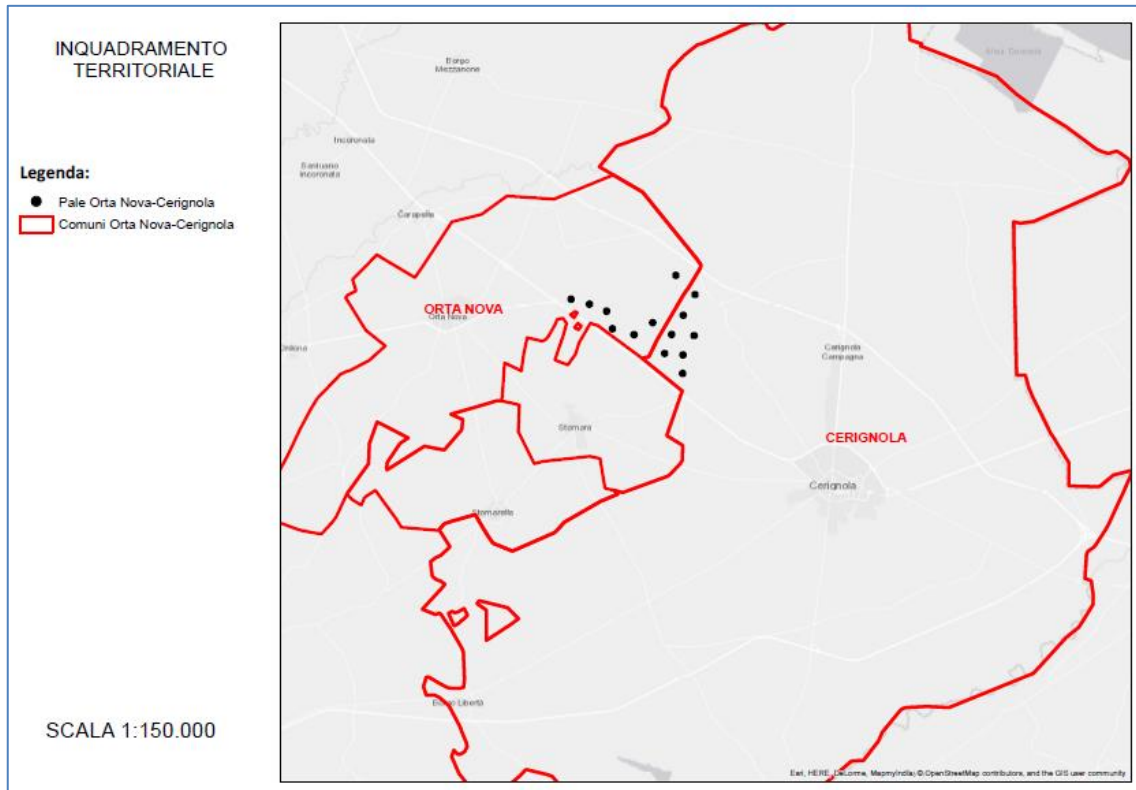 INQUADRAMENTO
TERRITORIALE
Legenda:
Pale Orta Nova-Cerignola
Comuni Orta Nova-Cerignola
SCALA 1:150.000
Borgo
Mezzanone
Incoronata
Santuario
Incoronata
Carapelle
ORTA NOVA
Orta Nova
Ordona
Stornara
Stornarella
Cerignola
Campagna
CERIGNOLA
Cerignola
Borgo Libertà
Esri, HERE, DeLorme, MapmyIndia, © OpenStreetMap contributors, and the GIS user community